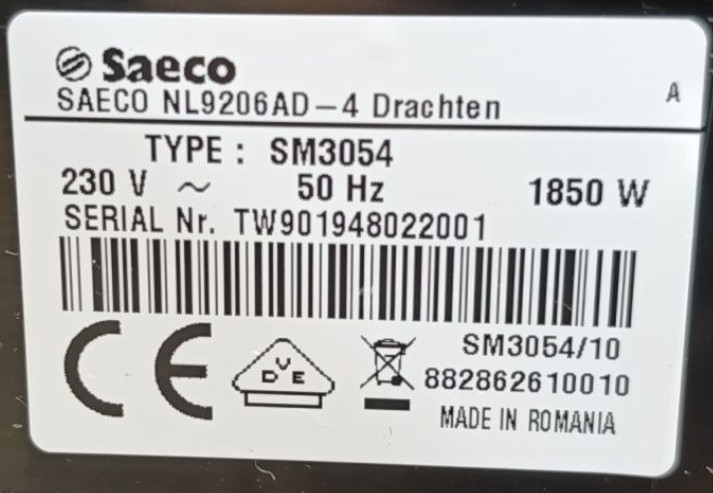 Saeco
SAECO NL9206AD-4 Drachten A
TYPE : SM3054
230 V ~ 50 Hz 1850 W
SERIAL Nr. TW901948022001
CE
DVE
SM3054/10
882862610010
MADE IN ROMANIA